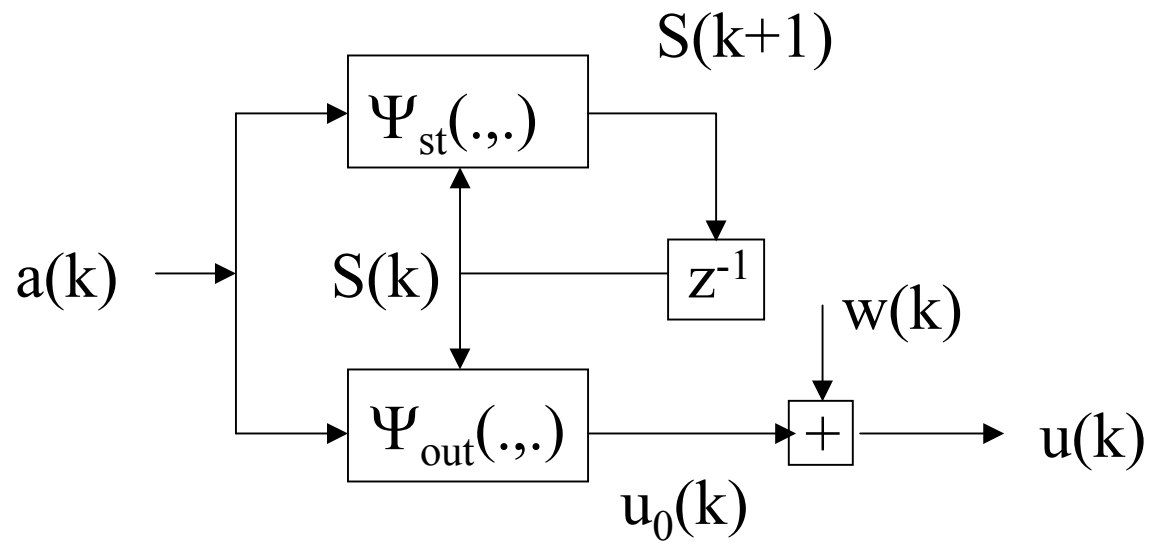 S(k+1)
Ψst(.,.)
a(k)
S(k)
z-1
w(k)
Ψout(.,.)
+
u(k)
u0(k)